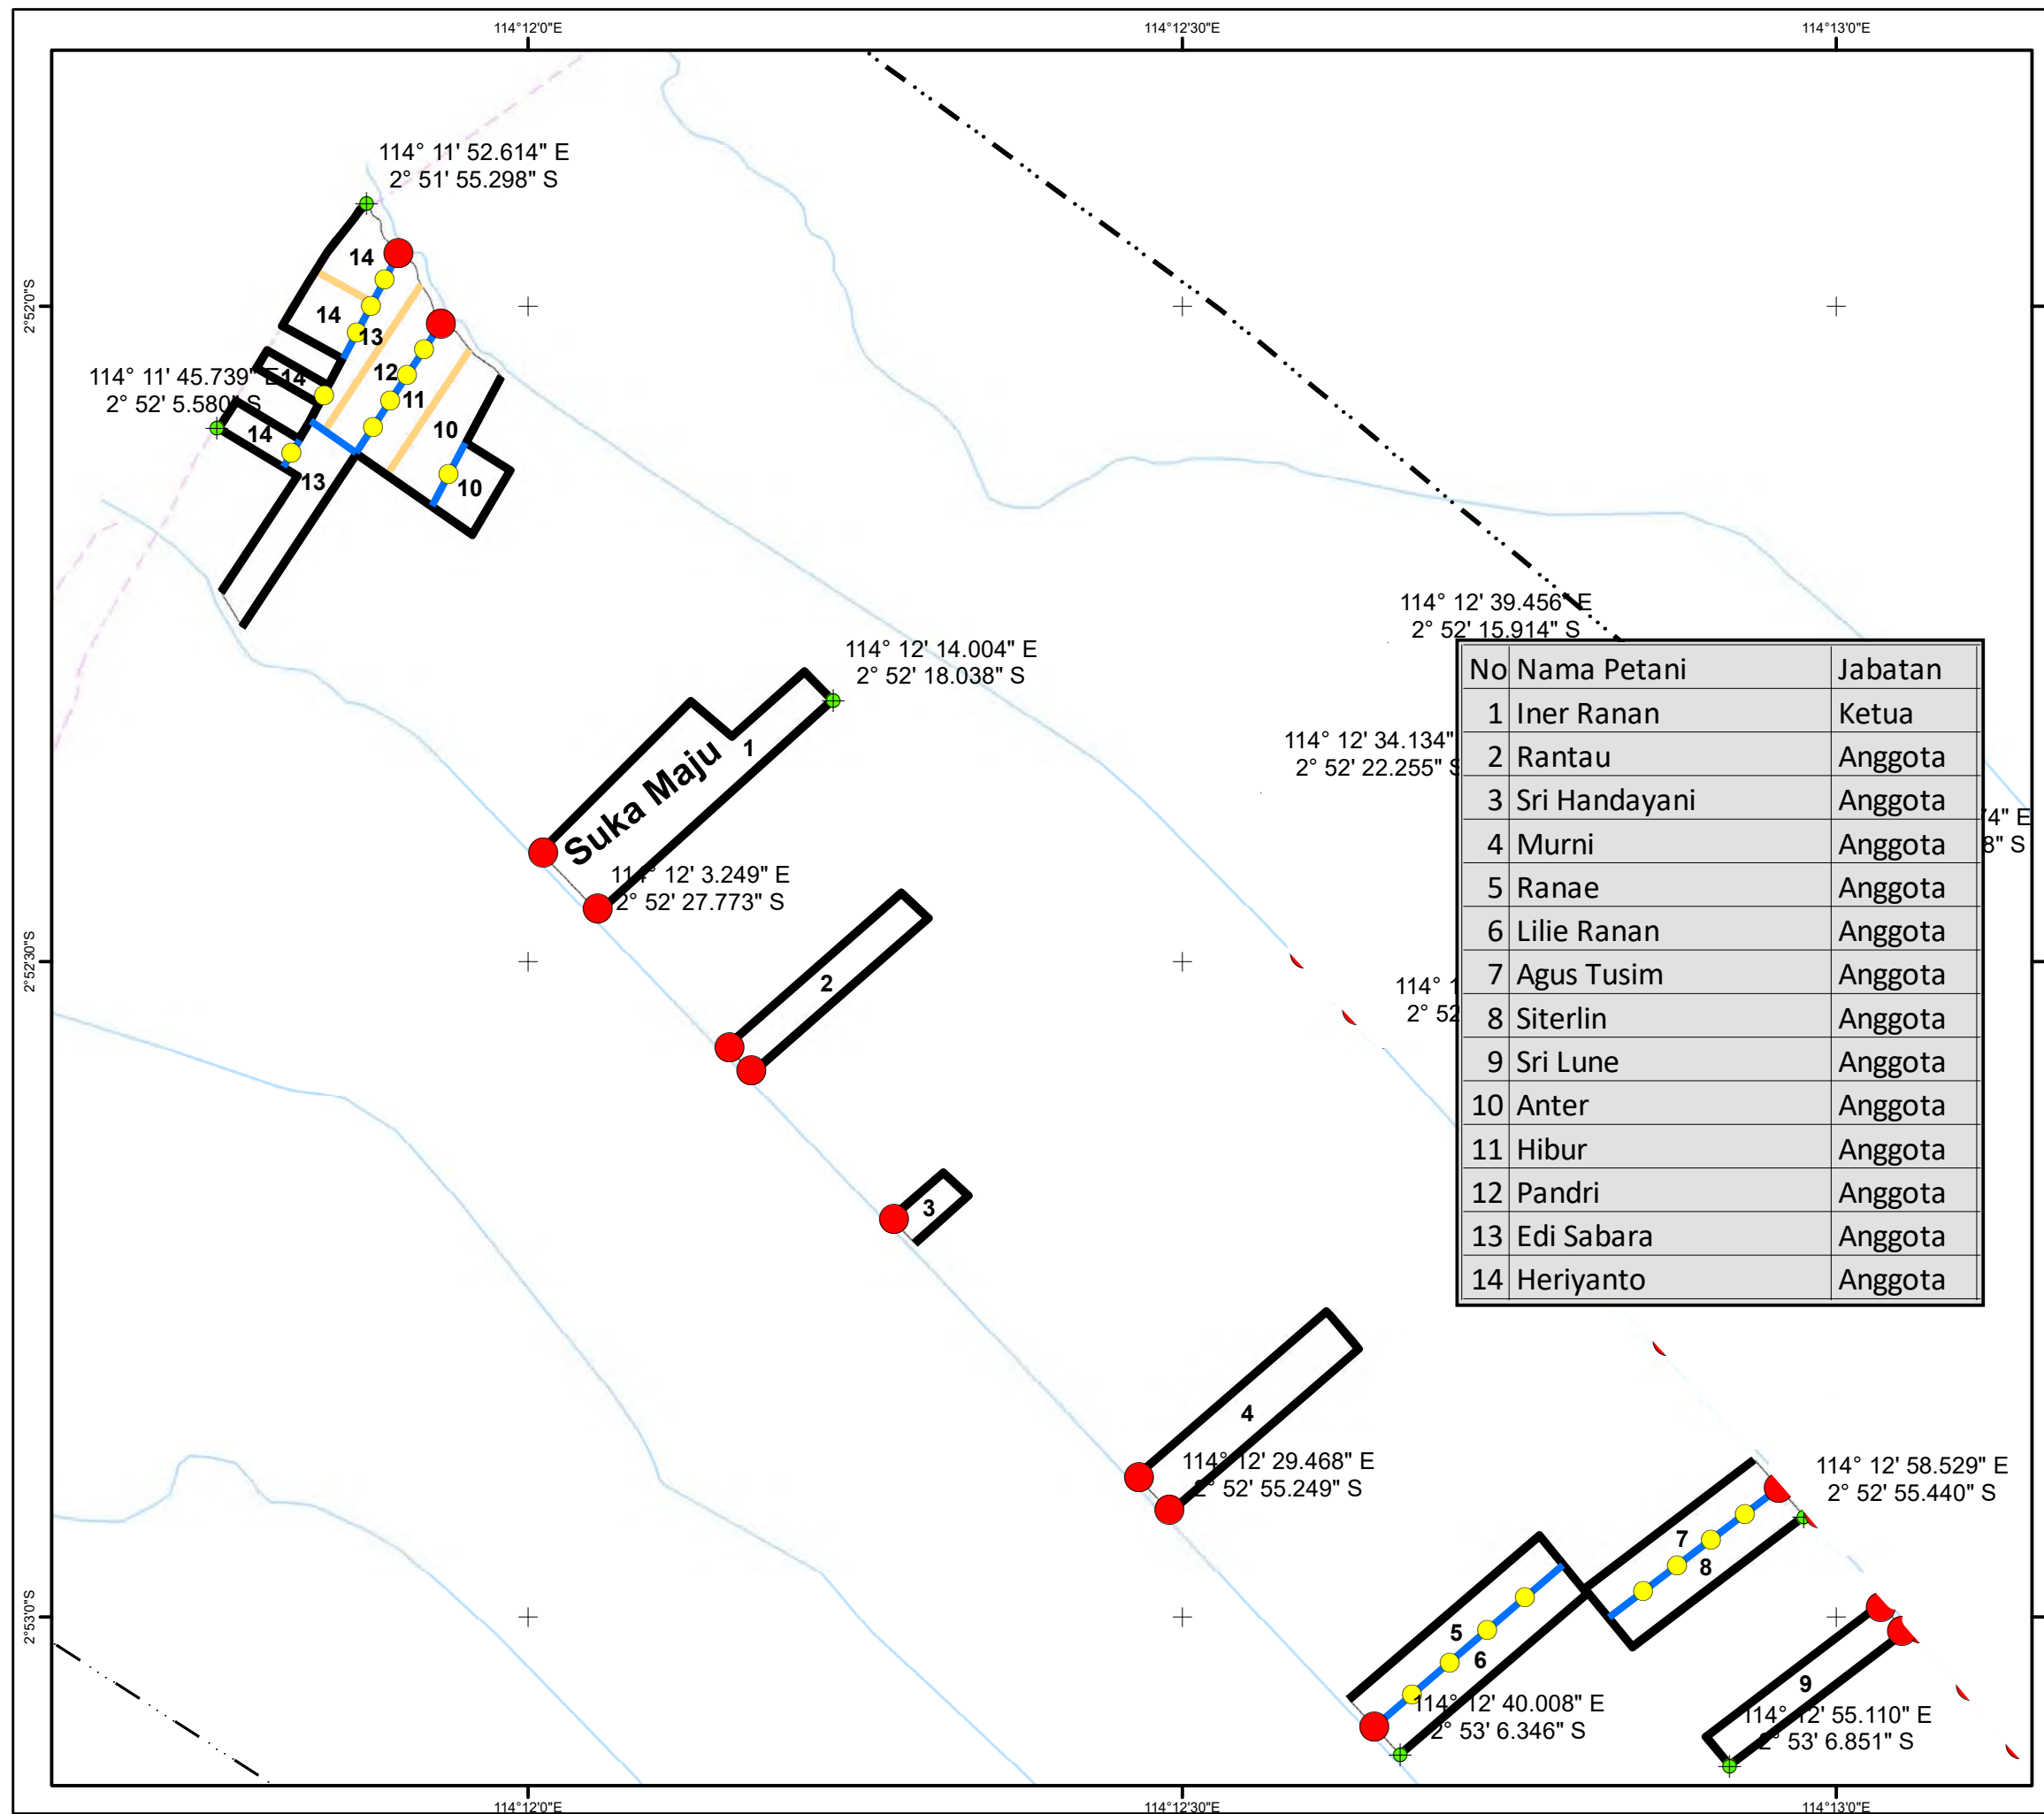 114°12'0"E
114°12'30"E
114°13'0"E
114° 11' 52.614" E
2° 51' 55.298" S
14
2°52'0"S
14
13
12
114° 11' 45.739" E
14
2° 52' 5.580" S
11
10
14
13
10
114° 12' 39.456" E
2° 52' 15.914" S
114° 12' 14.004" E
2° 52' 18.038" S
114° 12' 34.134"
2° 52' 22.255" S
1
Suka Maju
4" E
8" S
114° 12' 3.249" E
2° 52' 27.773" S
No Nama Petani Jabatan
1 Iner Ranan Ketua
2 Rantau Anggota
3 Sri Handayani Anggota
4 Murni Anggota
5 Ranae Anggota
6 Lilie Ranan Anggota
7 Agus Tusim Anggota
8 Siterlin Anggota
9 Sri Lune Anggota
10 Anter Anggota
11 Hibur Anggota
12 Pandri Anggota
13 Edi Sabara Anggota
14 Heriyanto Anggota
2°52'30"S
2
114° 1
2° 52
3
4
114° 12' 29.468" E
2° 52' 55.249" S
114° 12' 58.529" E
2° 52' 55.440" S
7
8
2°53'0"S
5
6
9
114° 12' 40.008" E
2° 53' 6.346" S
114° 12' 55.110" E
2° 53' 6.851" S
114°12'0"E
114°12'30"E
114°13'0"E